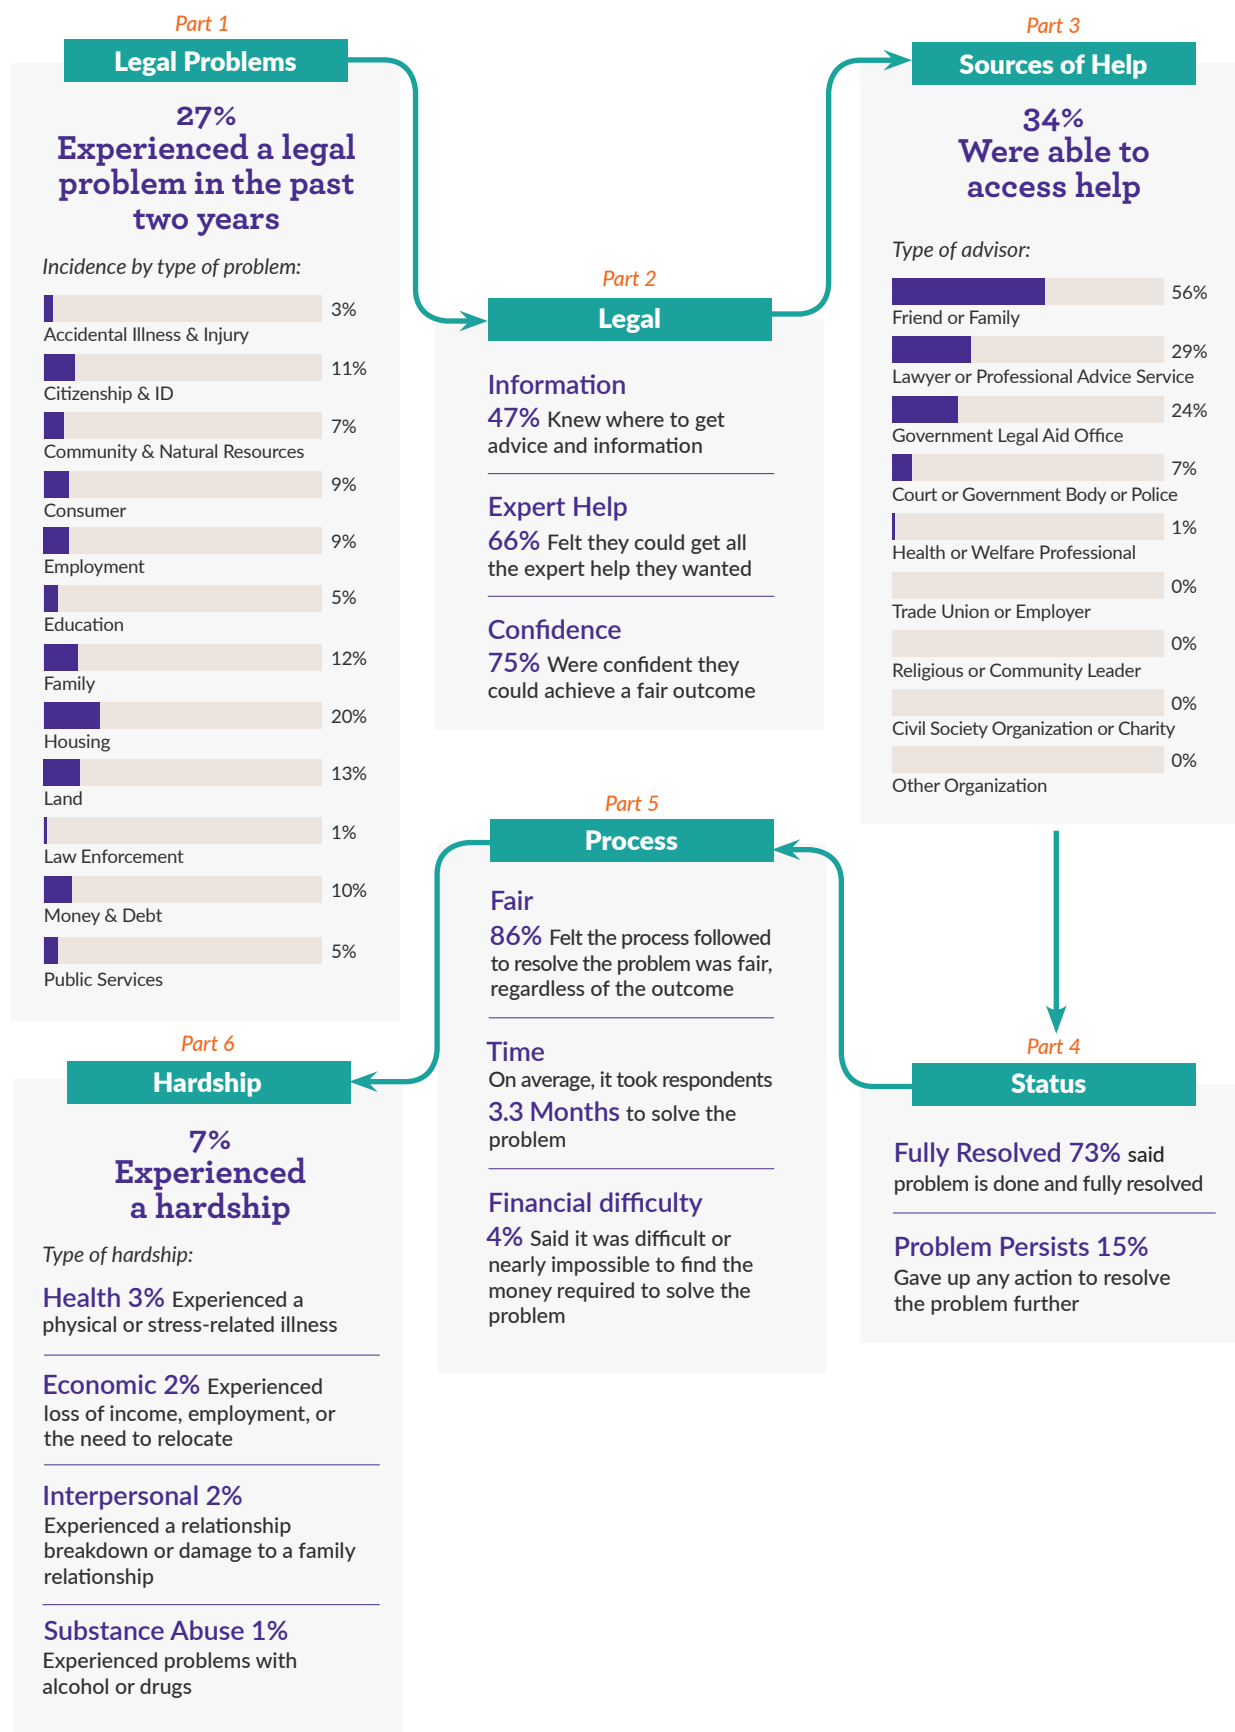 Part 1
Legal Problems
27%
Experienced a legal
problem in the past
two years
Incidence by type of problem:
3%
Accidental Illness & Injury
11%
Citizenship & ID
7%
Community & Natural Resources
9%
Consumer
9%
Employment
5%
Education
12%
Family
20%
Housing
13%
Land
1%
Law Enforcement
10%
Money & Debt
5%
Public Services
Part 2
Legal
Information
47% Knew where to get
advice and information
Expert Help
66% Felt they could get all
the expert help they wanted
Confidence
75% Were confident they
could achieve a fair outcome
Part 3
Sources of Help
34%
Were able to
access help
Type of advisor:
56%
Friend or Family
29%
Lawyer or Professional Advice Service
24%
Government Legal Aid Office
7%
Court or Government Body or Police
1%
Health or Welfare Professional
0%
Trade Union or Employer
0%
Religious or Community Leader
0%
Civil Society Organization or Charity
0%
Other Organization
Part 4
Status
Fully Resolved 73% said
problem is done and fully resolved
Problem Persists 15%
Gave up any action to resolve
the problem further
Part 5
Process
Fair
86% Felt the process followed
to resolve the problem was fair,
regardless of the outcome
Time
On average, it took respondents
3.3 Months to solve the
problem
Financial difficulty
4% Said it was difficult or
nearly impossible to find the
money required to solve the
problem
Part 6
Hardship
7%
Experienced
a hardship
Type of hardship:
Health 3% Experienced a
physical or stress-related illness
Economic 2% Experienced
loss of income, employment, or
the need to relocate
Interpersonal 2%
Experienced a relationship
breakdown or damage to a family
relationship
Substance Abuse 1%
Experienced problems with
alcohol or drugs